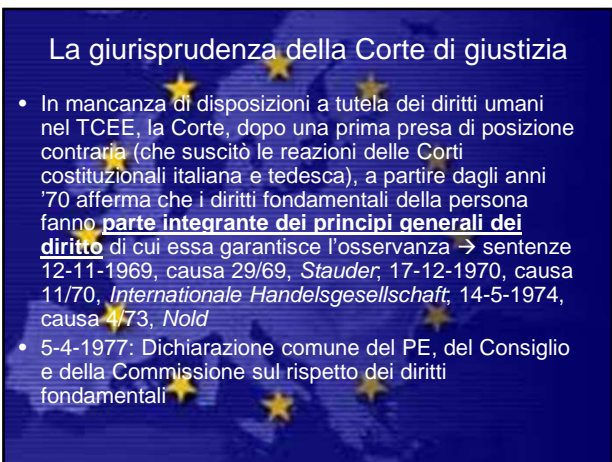 La giurisprudenza della Corte di giustizia
• In mancanza di disposizioni a tutela dei diritti umani
nel TCEE, la Corte, dopo una prima presa di posizione
contraria (che suscitò le reazioni delle Corti
costituzionali italiana e tedesca), a partire dagli anni
'70 afferma che i diritti fondamentali della persona
fanno parte integrante dei principi generali dei
diritto di cui essa garantisce l'osservanza → sentenze
12-11-1969, causa 29/69, Stauder; 17-12-1970, causa
11/70, Internationale Handelsgesellschaft; 14-5-1974,
causa 4/73, Nold
• 5-4-1977: Dichiarazione comune del PE, del Consiglio
e della Commissione sul rispetto dei diritti
fondamentali